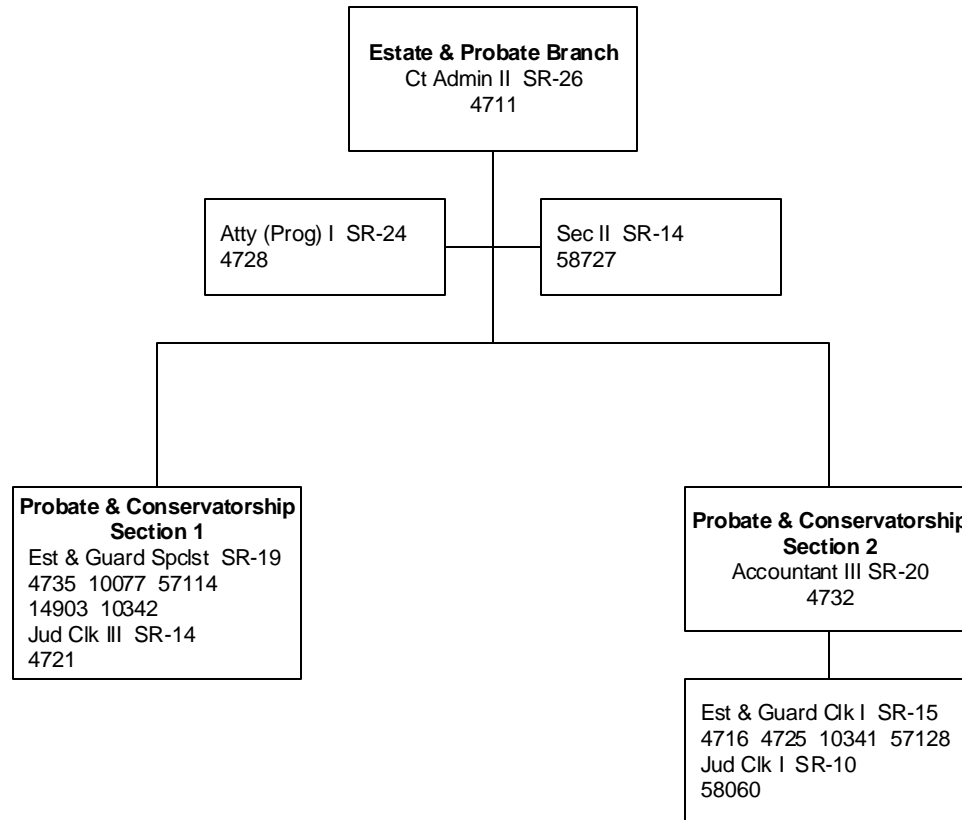 Estate & Probate Branch
Ct Admin II SR-26
4711
Atty (Prog) I SR-24
4728
Sec II SR-14
58727
Probate & Conservatorship
Section 1
Est & Guard Spclst SR-19
4735 10077 57114
14903 10342
Jud Clk III SR-14
4721
Probate & Conservatorship
Section 2
Accountant III SR-20
4732
Est & Guard Clk I SR-15
4716 4725 10341 57128
Jud Clk I SR-10
58060